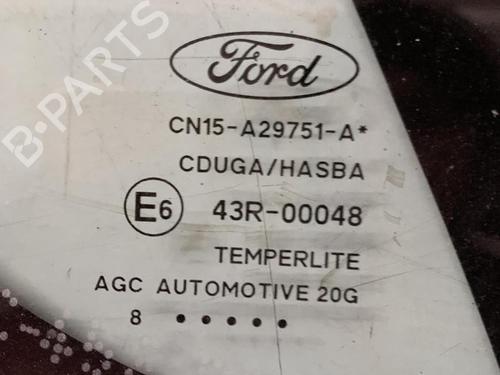 B-PARTS
Ford
CN15-A29751-A*
CDUGA/HASBA
E6 43R-00048
TEMPERLITE
AGC AUTOMOTIVE 20G
8 • • • • •